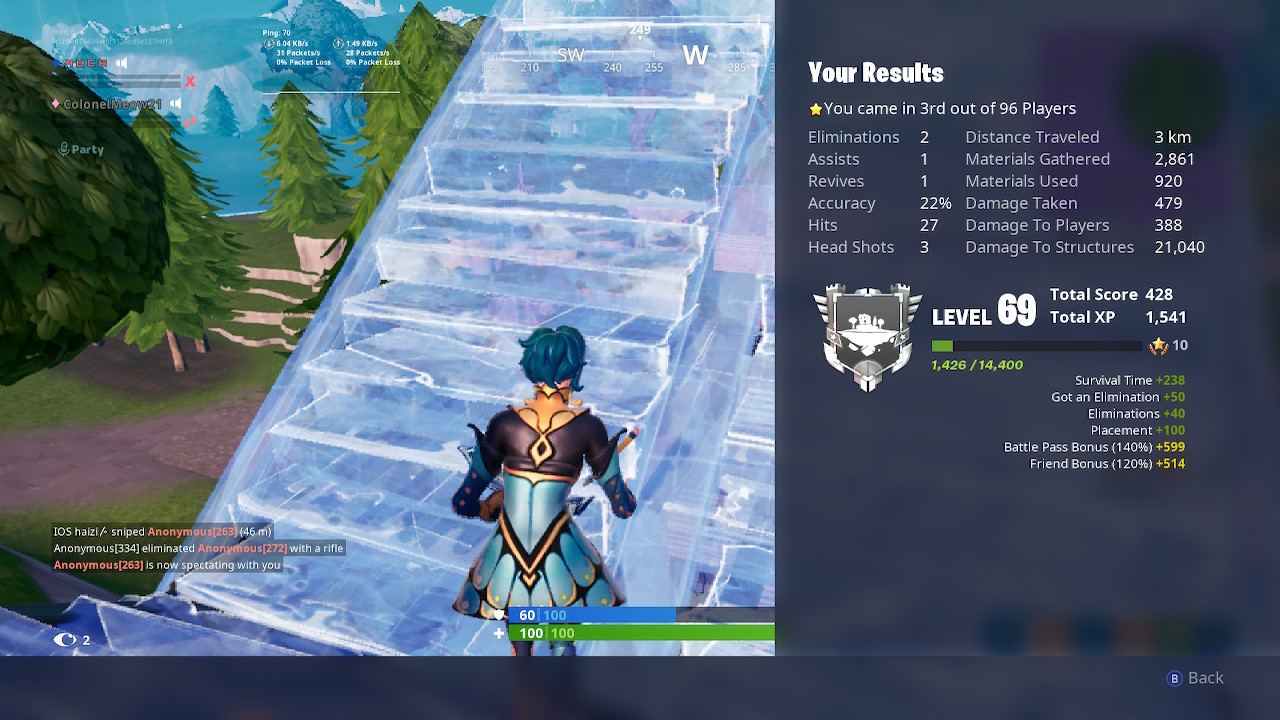 Ping: 70
6.04 KB/s 1.49 KB/s
31 Packets/s 28 Packets/s
0% Packet Loss 0% Packet Loss
249
SW W
210 240 255 285
ColonelMeow21
Party
IOS haizi sniped Anonymous[263] (46 m)
Anonymous[334] eliminated Anonymous[272] with a rifle
Anonymous[263] is now spectating with you
2
60 100
100 100
Your Results
You came in 3rd out of 96 Players
Eliminations 2 Distance Traveled 3 km
Assists 1 Materials Gathered 2,861
Revives 1 Materials Used 920
Accuracy 22% Damage Taken 479
Hits 27 Damage To Players 388
Head Shots 3 Damage To Structures 21,040
LEVEL 69
Total Score 428
Total XP 1,541
10
1,426 / 14,400
Survival Time +238
Got an Elimination +50
Eliminations +40
Placement +100
Battle Pass Bonus (140%) +599
Friend Bonus (120%) +514
B Back